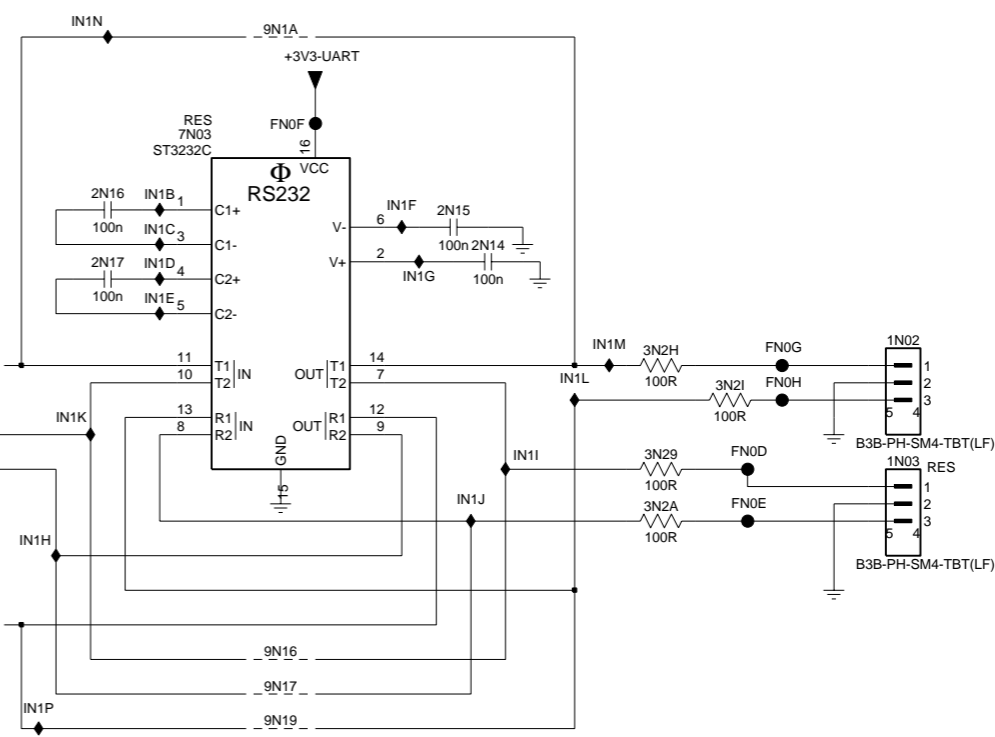 IN1N
9N1A
+3V3-UART
RES
7N03
ST3232C
FN0F
16
VCC
Φ
RS232
2N16
100n
IN1B
1
C1+
IN1C
3
C1-
2N17
100n
IN1D
4
C2+
IN1E
5
C2-
V-
6
IN1F
2N15
100n
V+
2
IN1G
2N14
100n
11
T1
10
T2
IN
OUT
T1
14
T2
7
13
R1
8
R2
IN
OUT
R1
12
R2
9
GND
15
IN1K
IN1M
3N2H
100R
FN0G
IN1L
3N2I
100R
FN0H
1N02
1
2
3
5
4
B3B-PH-SM4-TBT(LF)
IN1I
3N29
100R
FN0D
1N03
RES
1
2
3
5
4
B3B-PH-SM4-TBT(LF)
IN1J
3N2A
100R
FN0E
IN1H
9N16
9N17
IN1P
9N19